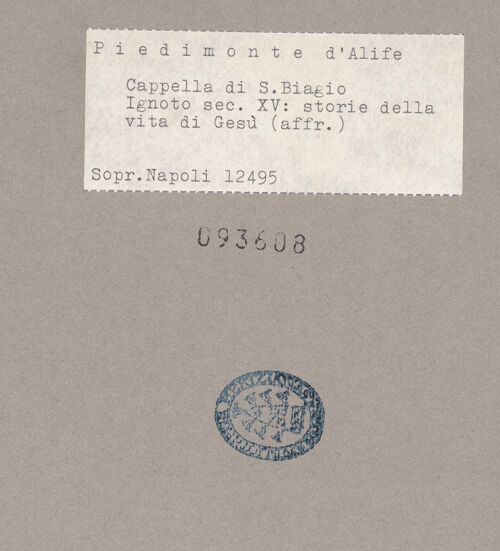 Piedimonte d'Alife
Cappella di S.Biagio
Ignoto sec. XV: storie della
vita di Gesù (affr.)
Sopr.Napoli 12495
093608